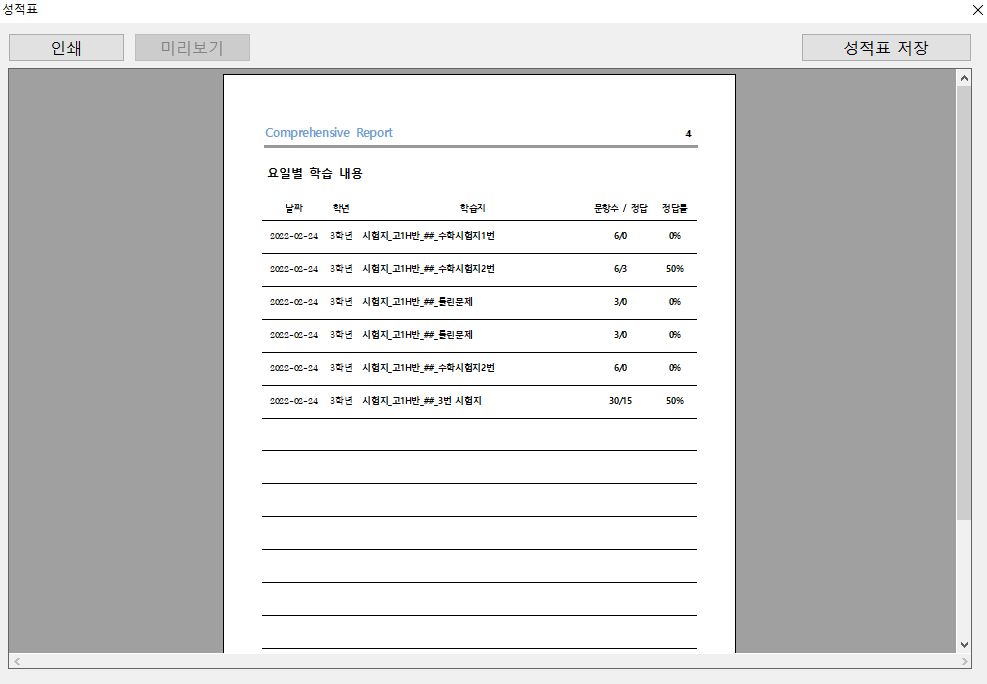 성적표
인쇄 미리보기 성적표 저장
Comprehensive Report 4
요일별 학습 내용
날짜 학년 학습지 문항수 / 정답 정답률
2022-02-24 3학년 시험지_고1H반_##_수학시험지1번 6/0 0%
2022-02-24 3학년 시험지_고1H반_##_수학시험지2번 6/3 50%
2022-02-24 3학년 시험지_고1H반_##_틀린문제 3/0 0%
2022-02-24 3학년 시험지_고1H반_##_틀린문제 3/0 0%
2022-02-24 3학년 시험지_고1H반_##_수학시험지2번 6/0 0%
2022-02-24 3학년 시험지_고1H반_##_3번 시험지 30/15 50%